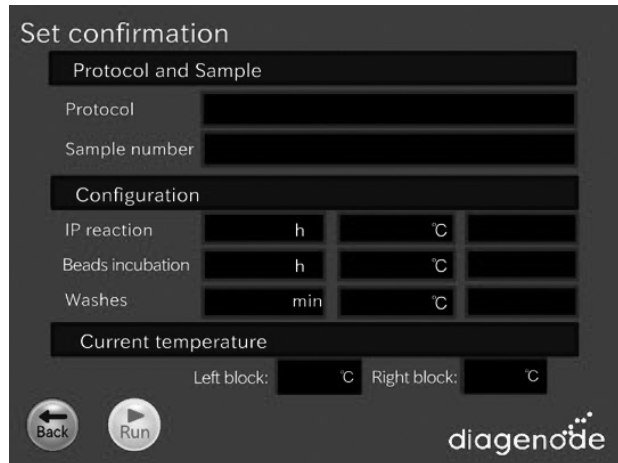 Set confirmation
Protocol and Sample
Protocol
Sample number
Configuration
IP reaction h ℃
Beads incubation h ℃
Washes min ℃
Current temperature
Left block: ℃ Right block: ℃
Back Run
diagenode